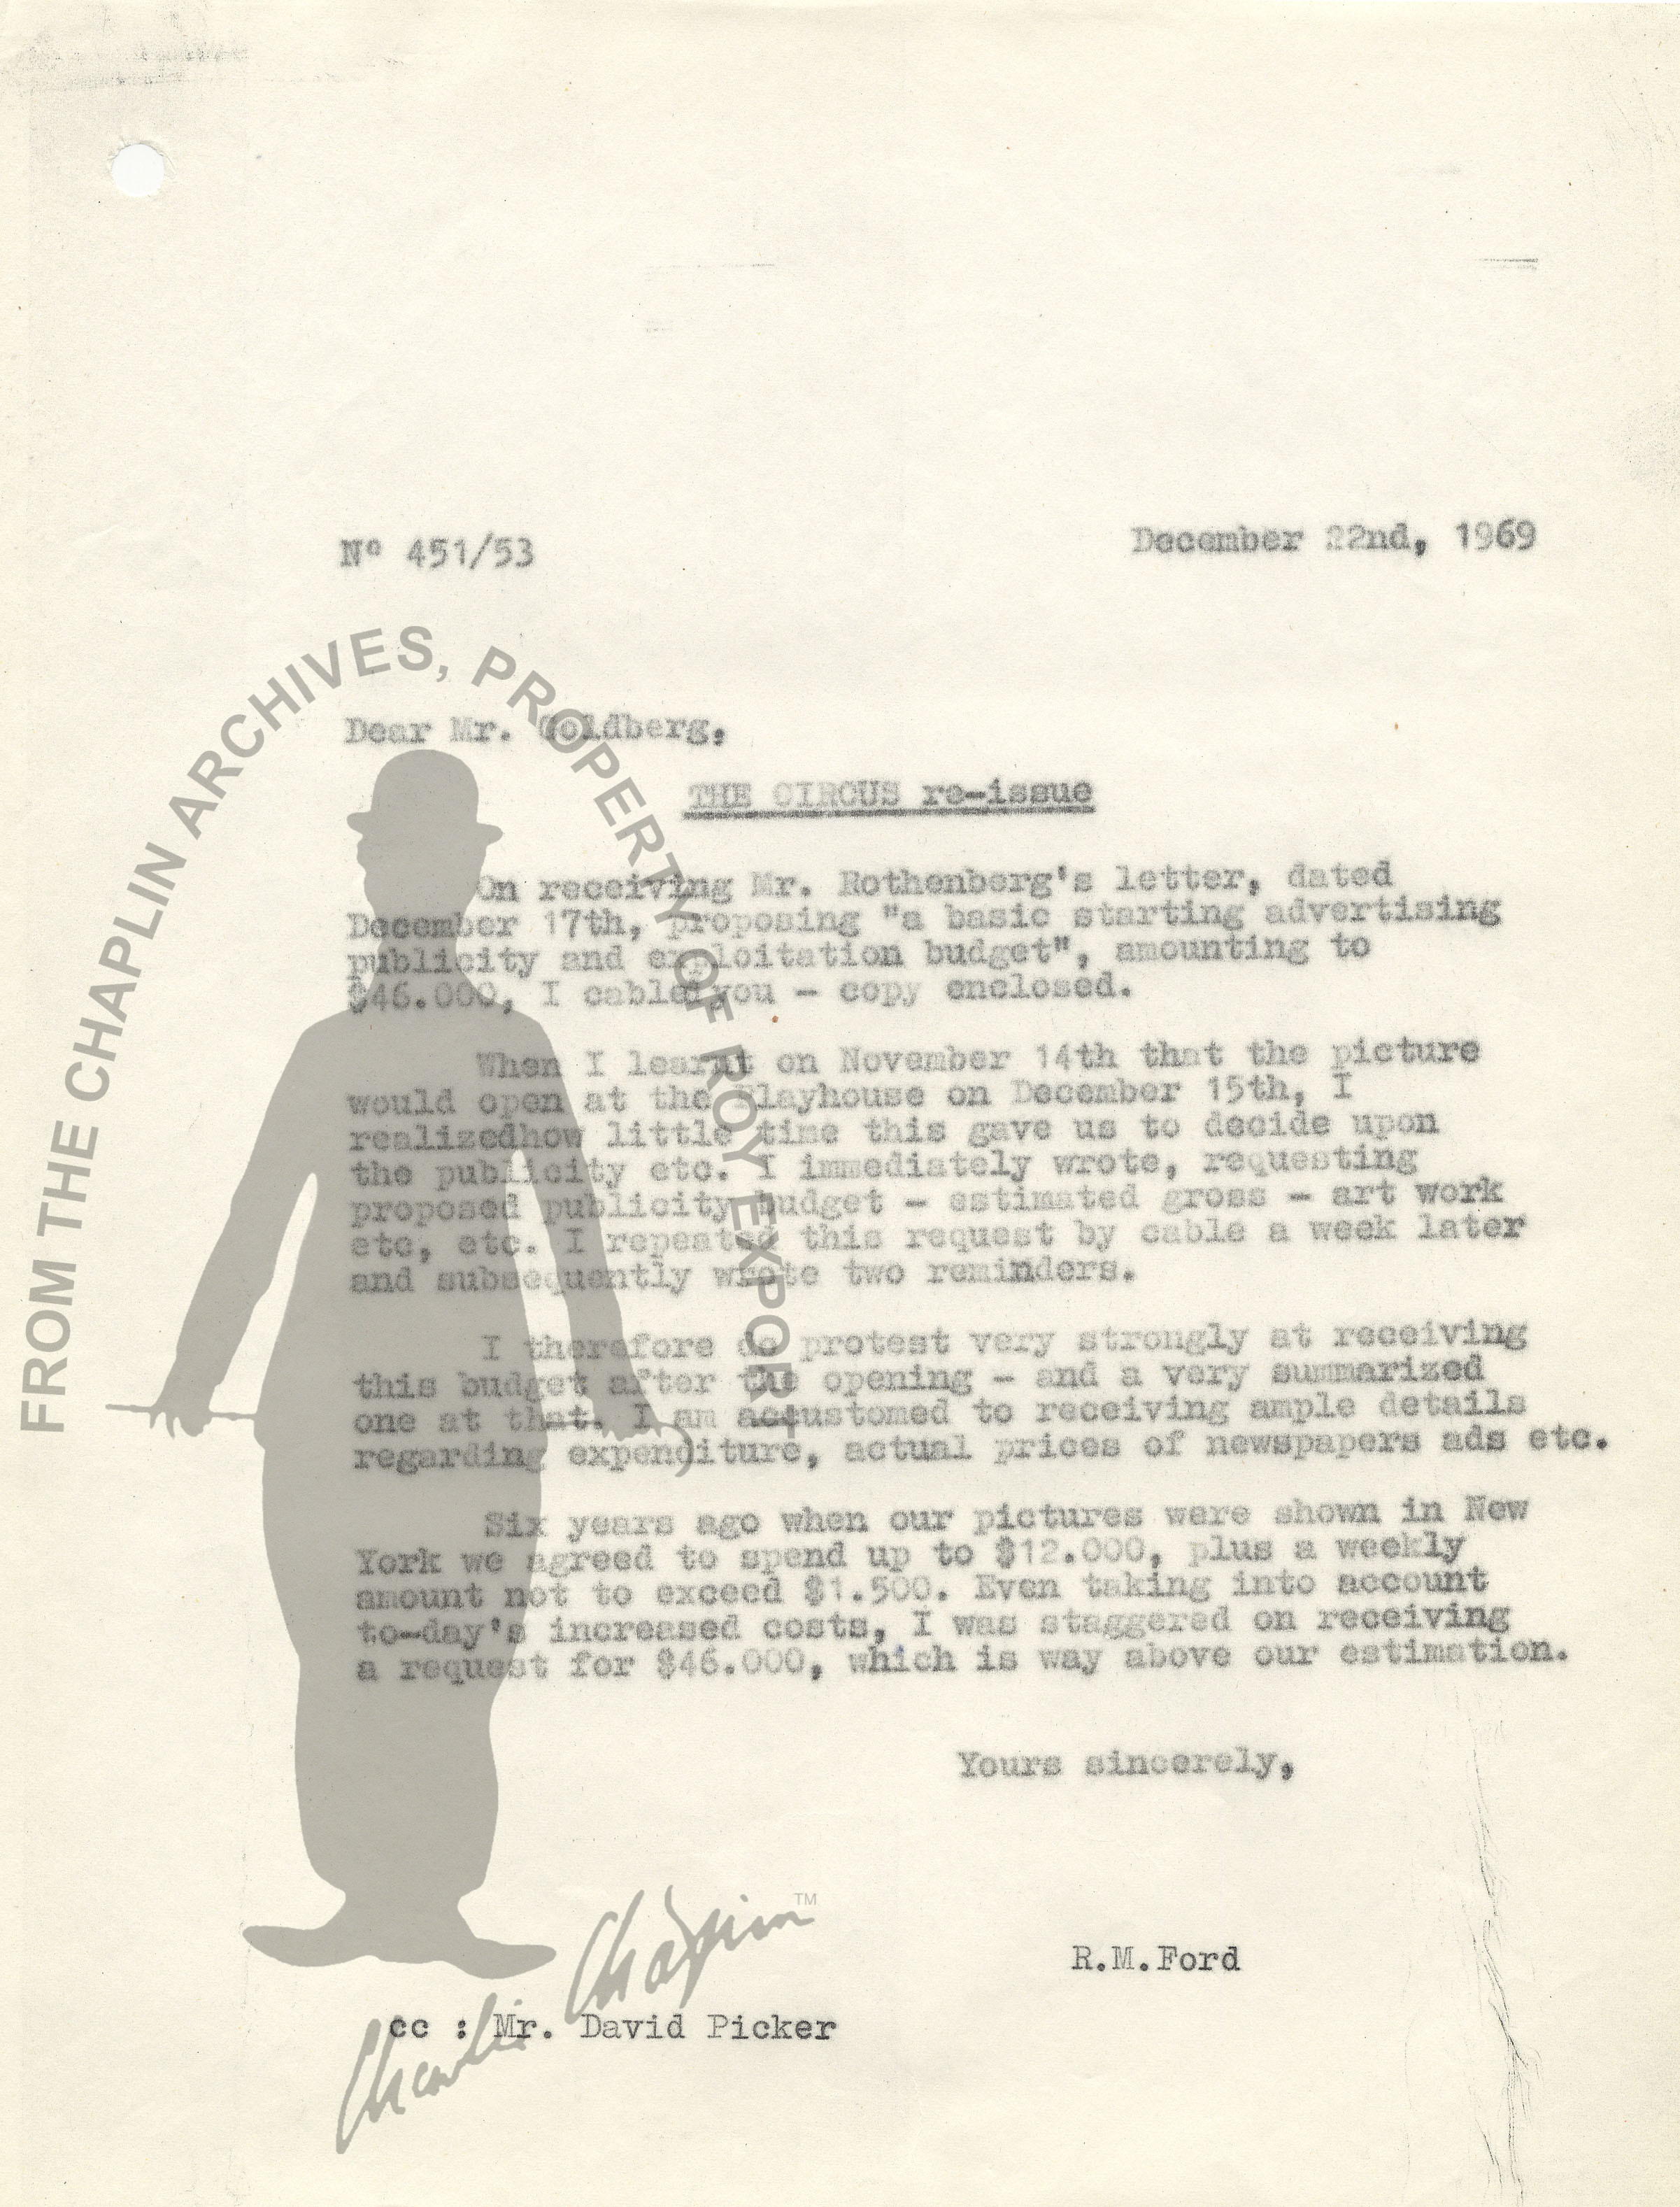 Nº 451/53
December 22nd, 1969
Dear Mr. Goldberg,
THE CIRCUS re-issue
On receiving Mr. Rothenberg's letter, dated
December 17th, proposing "a basic starting advertising
publicity and exploitation budget", amounting to
$46.000, I cabled you - copy enclosed.
When I learnt on November 14th that the picture
would open at the Playhouse on December 15th, I
realizedhow little time this gave us to decide upon
the publicity etc. I immediately wrote, requesting
proposed publicity budget - estimated gross - art work
etc, etc. I repeated this request by cable a week later
and subsequently wrote two reminders.
I therefore do protest very strongly at receiving
this budget after the opening - and a very summarized
one at that. I am accustomed to receiving ample details
regarding expenditure, actual prices of newspapers ads etc.
Six years ago when our pictures were shown in New
York we agreed to spend up to $12.000, plus a weekly
amount not to exceed $1.500. Even taking into account
to-day's increased costs, I was staggered on receiving
a request for $46.000, which is way above our estimation.
Yours sincerely,
R.M.Ford
cc : Mr. David Picker
FROM THE CHAPLIN ARCHIVES, PROPERTY OF ROY EXPORT
Charlie Chaplin™